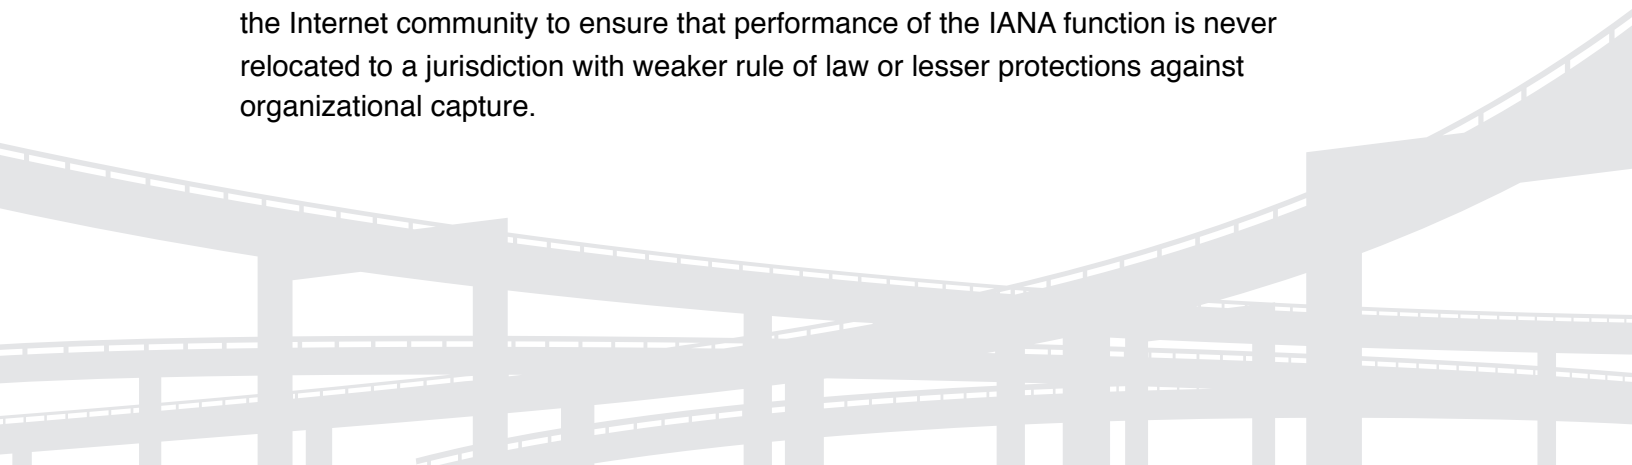 the Internet community to ensure that performance of the IANA function is never
relocated to a jurisdiction with weaker rule of law or lesser protections against
organizational capture.